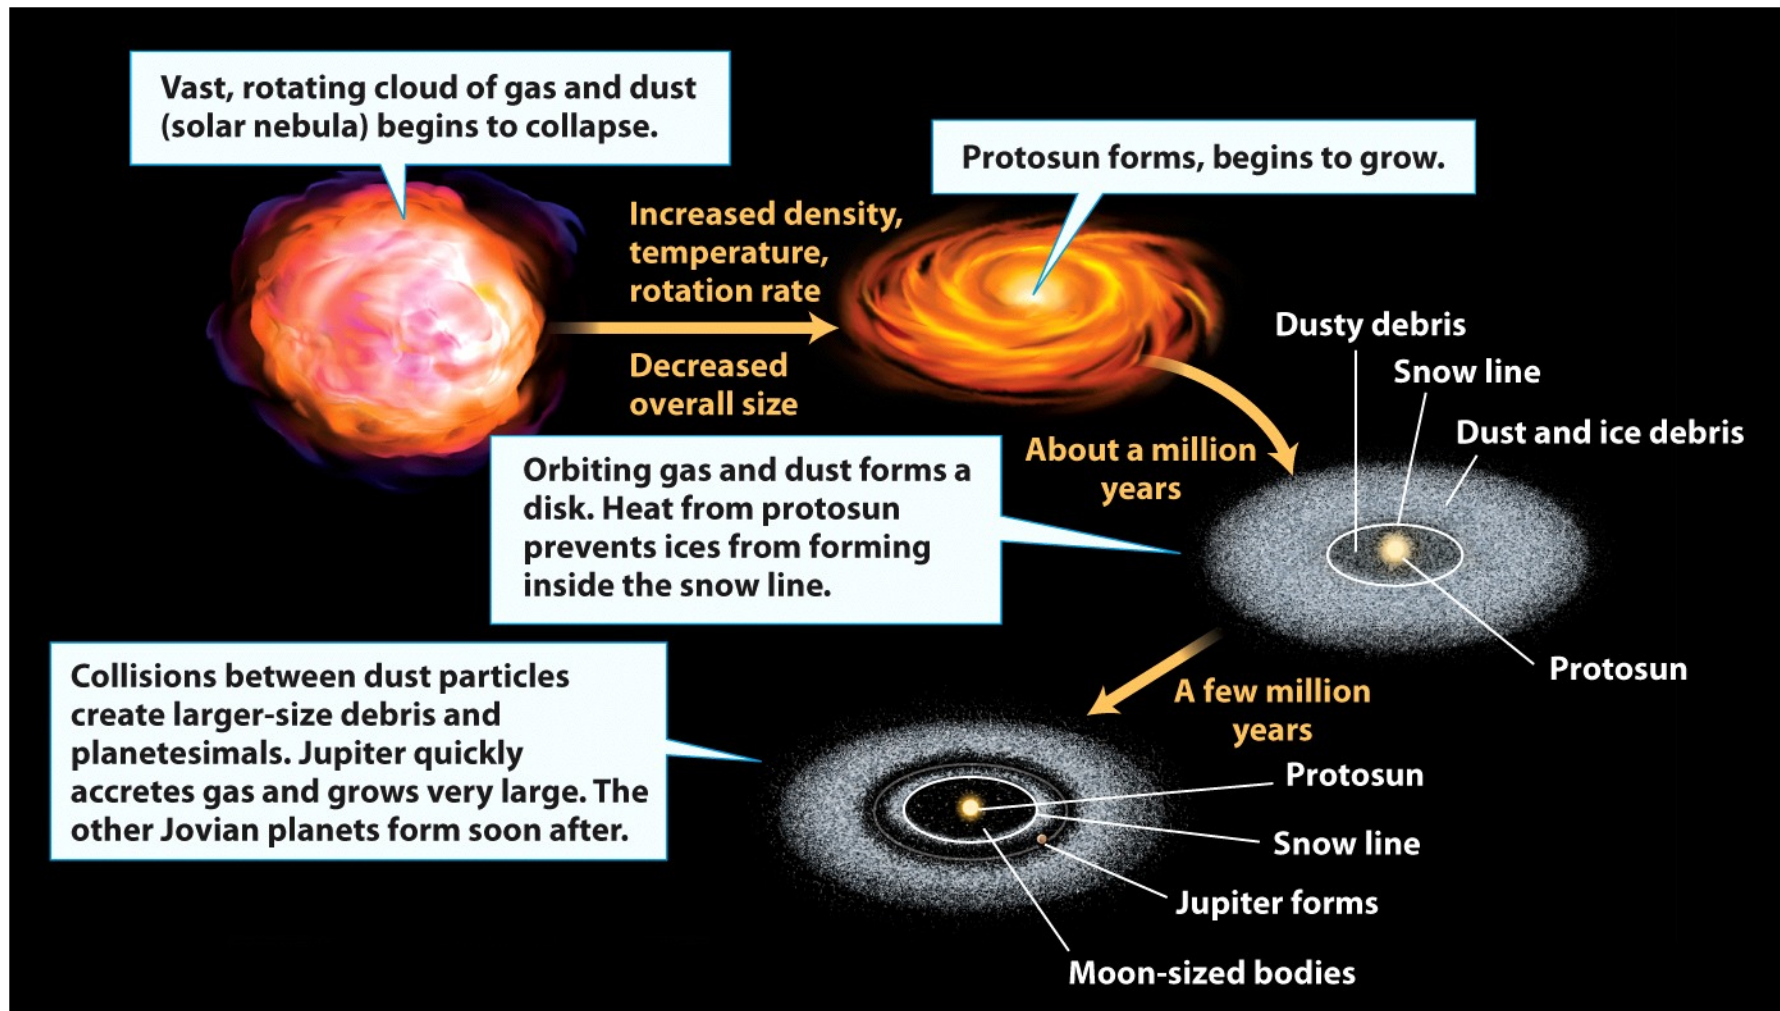 Vast, rotating cloud of gas and dust
(solar nebula) begins to collapse.
Protosun forms, begins to grow.
Increased density,
temperature,
rotation rate
Decreased
overall size
Dusty debris
Snow line
Dust and ice debris
About a million
years
Orbiting gas and dust forms a
disk. Heat from protosun
prevents ices from forming
inside the snow line.
Protosun
A few million
years
Collisions between dust particles
create larger-size debris and
planetesimals. Jupiter quickly
accretes gas and grows very large. The
other Jovian planets form soon after.
Protosun
Snow line
Jupiter forms
Moon-sized bodies